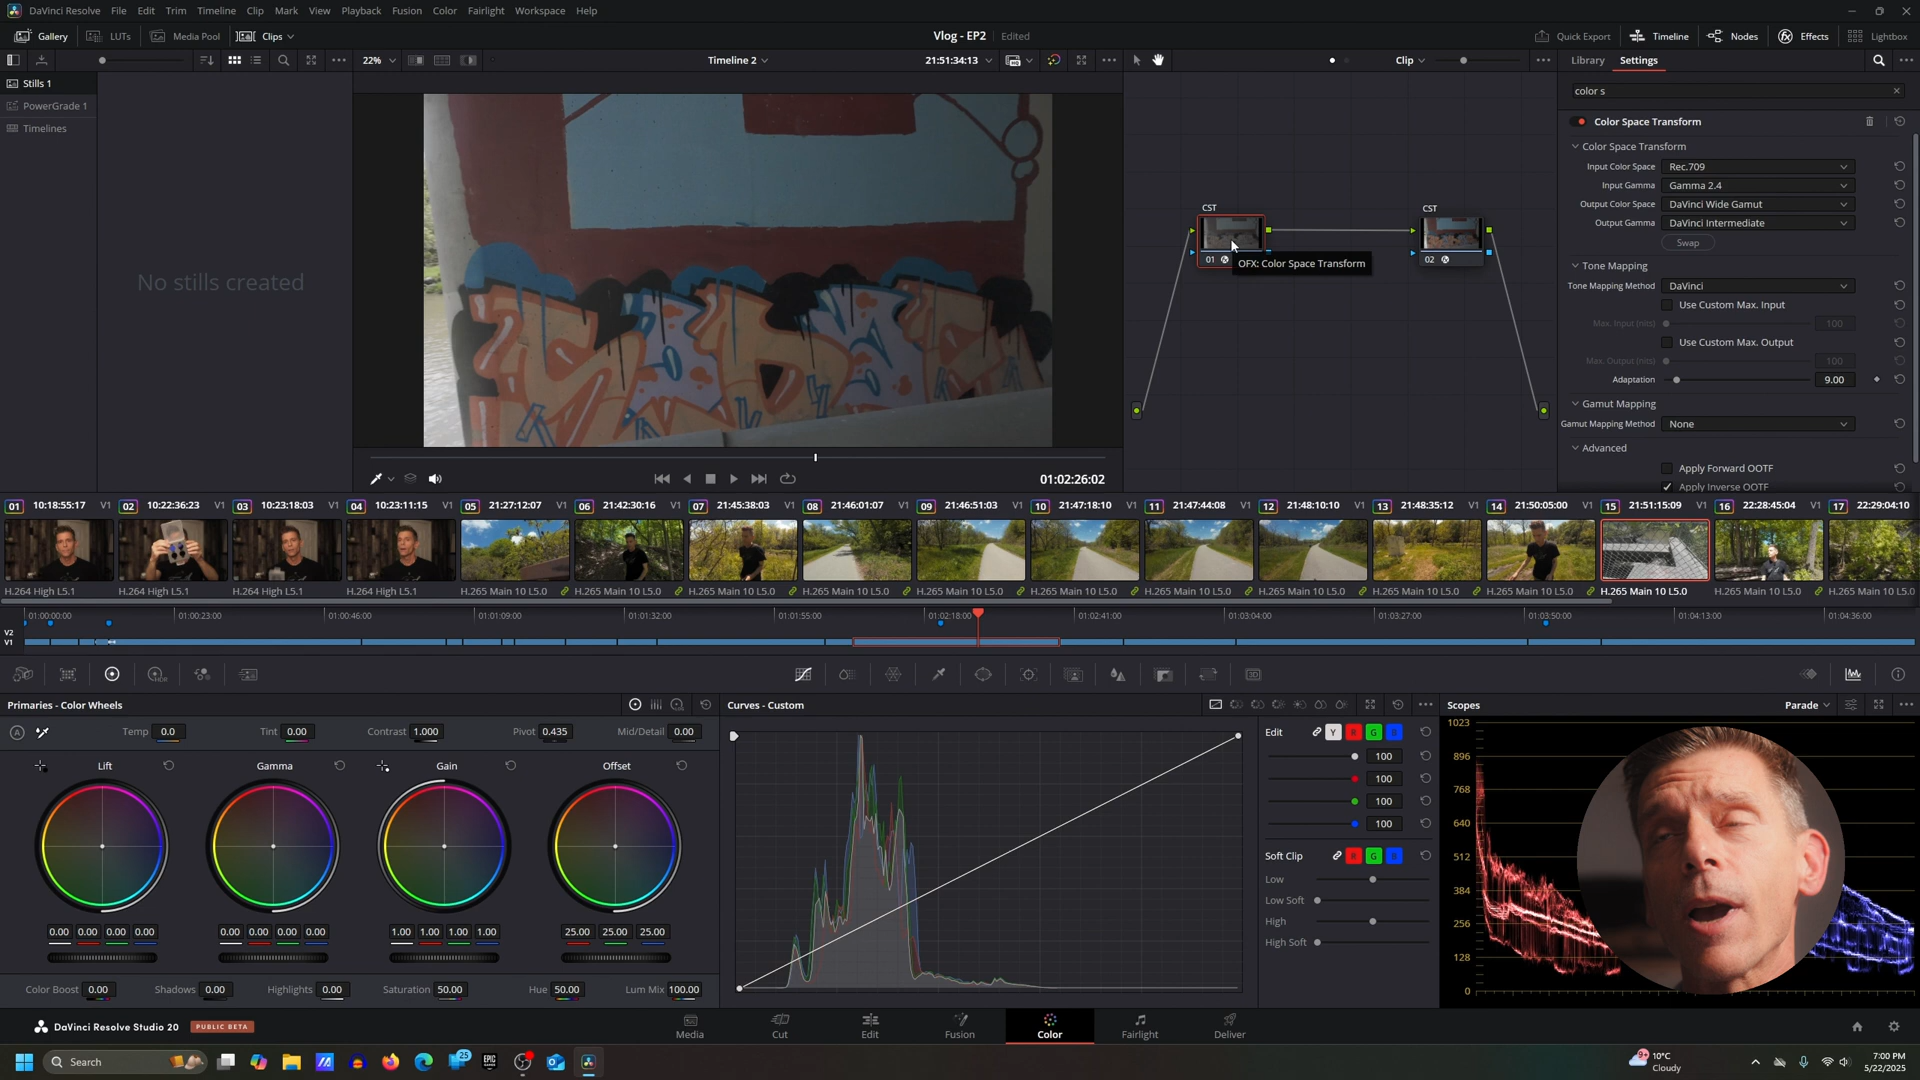 DaVinci Resolve File Edit Trim Timeline Clip Mark View Playback Fusion Color Fairlight Workspace Help
Gallery LUTs Media Pool Clips Vlog - EP2 Edited Quick Export Timeline Nodes Effects Lightbox
22% Timeline 2 21:51:34:13 Clip Library Settings
Stills 1
PowerGrade 1
Timelines
No stills created
color s
Color Space Transform
Color Space Transform
Input Color Space Rec.709
Input Gamma Gamma 2.4
Output Color Space DaVinci Wide Gamut
Output Gamma DaVinci Intermediate
Swap
Tone Mapping
Tone Mapping Method DaVinci
Use Custom Max. Input
Max. Input (nits) 100
Use Custom Max. Output
Max. Output (nits) 100
Adaptation 9.00
Gamut Mapping
Gamut Mapping Method None
Advanced
Apply Forward OOTF
Apply Inverse OOTF
CST CST
01 02
OFX: Color Space Transform
01:02:26:02
01 10:18:55:17 V1 02 10:22:36:23 V1 03 10:23:18:03 V1 04 10:23:11:15 V1 05 21:27:12:07 V1 06 21:42:30:16 V1 07 21:45:38:03 V1 08 21:46:01:07 V1 09 21:46:51:03 V1 10 21:47:18:10 V1 11 21:47:44:08 V1 12 21:48:10:10 V1 13 21:48:35:12 V1 14 21:50:05:00 V1 15 21:51:15:09 V1 16 22:28:45:04 V1 17 22:29:04:10 V1
H.264 High L5.1 H.264 High L5.1 H.264 High L5.1 H.264 High L5.1 H.265 Main 10 L5.0 H.265 Main 10 L5.0 H.265 Main 10 L5.0 H.265 Main 10 L5.0 H.265 Main 10 L5.0 H.265 Main 10 L5.0 H.265 Main 10 L5.0 H.265 Main 10 L5.0 H.265 Main 10 L5.0 H.265 Main 10 L5.0 H.265 Main 10 L5.0 H.265 Main 10 L5.0 H.265 Main 10 L5.0
01:00:00:00 01:00:23:00 01:00:46:00 01:01:09:00 01:01:32:00 01:01:55:00 01:02:18:00 01:02:41:00 01:03:04:00 01:03:27:00 01:03:50:00 01:04:13:00 01:04:36:00
V2
V1
Primaries - Color Wheels
Temp 0.0 Tint 0.00 Contrast 1.000 Pivot 0.435 Mid/Detail 0.00
Lift Gamma Gain Offset
0.00 0.00 0.00 0.00 0.00 0.00 0.00 0.00 1.00 1.00 1.00 1.00 25.00 25.00 25.00
Color Boost 0.00 Shadows 0.00 Highlights 0.00 Saturation 50.00 Hue 50.00 Lum Mix 100.00
Curves - Custom
Edit Y R G B
100
100
100
100
Soft Clip R G B
Low
Low Soft
High
High Soft
Scopes Parade
1023
896
768
640
512
384
256
128
0
DaVinci Resolve Studio 20 PUBLIC BETA
Media Cut Edit Fusion Color Fairlight Deliver
Search
25
EPIC
9+
10°C
Cloudy
7:00 PM
5/22/2025